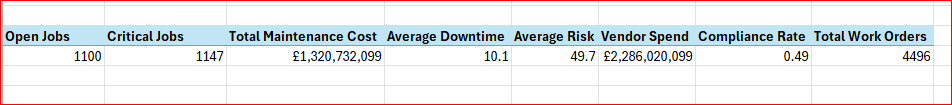 Open Jobs Critical Jobs Total Maintenance Cost Average Downtime Average Risk Vendor Spend Compliance Rate Total Work Orders
1100 1147 £1,320,732,099 10.1 49.7 £2,286,020,099 0.49 4496